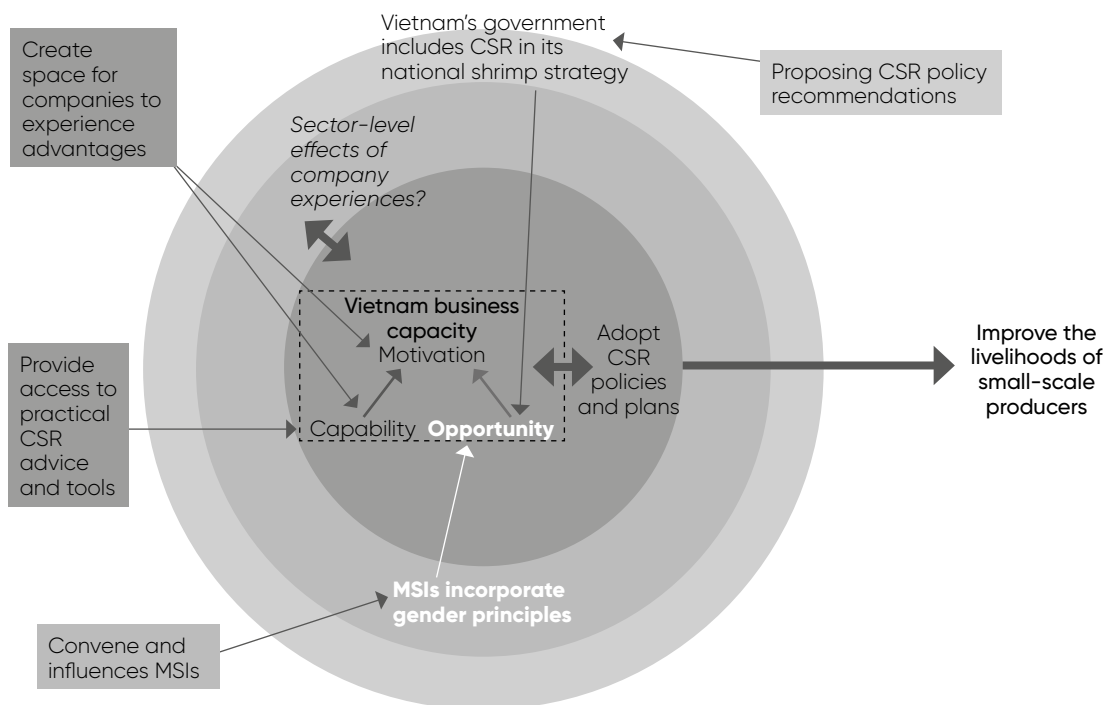 Vietnam's government
includes CSR in its
national shrimp strategy
Create
space for
companies to
experience
advantages
Proposing CSR policy
recommendations
Sector-level
effects of
company
experiences?
Vietnam business
capacity
Motivation
Capability
Opportunity
Adopt
CSR
policies
and plans
Improve the
livelihoods of
small-scale
producers
Provide
access to
practical
CSR
advice
and tools
MSIs incorporate
gender principles
Convene and
influences MSIs